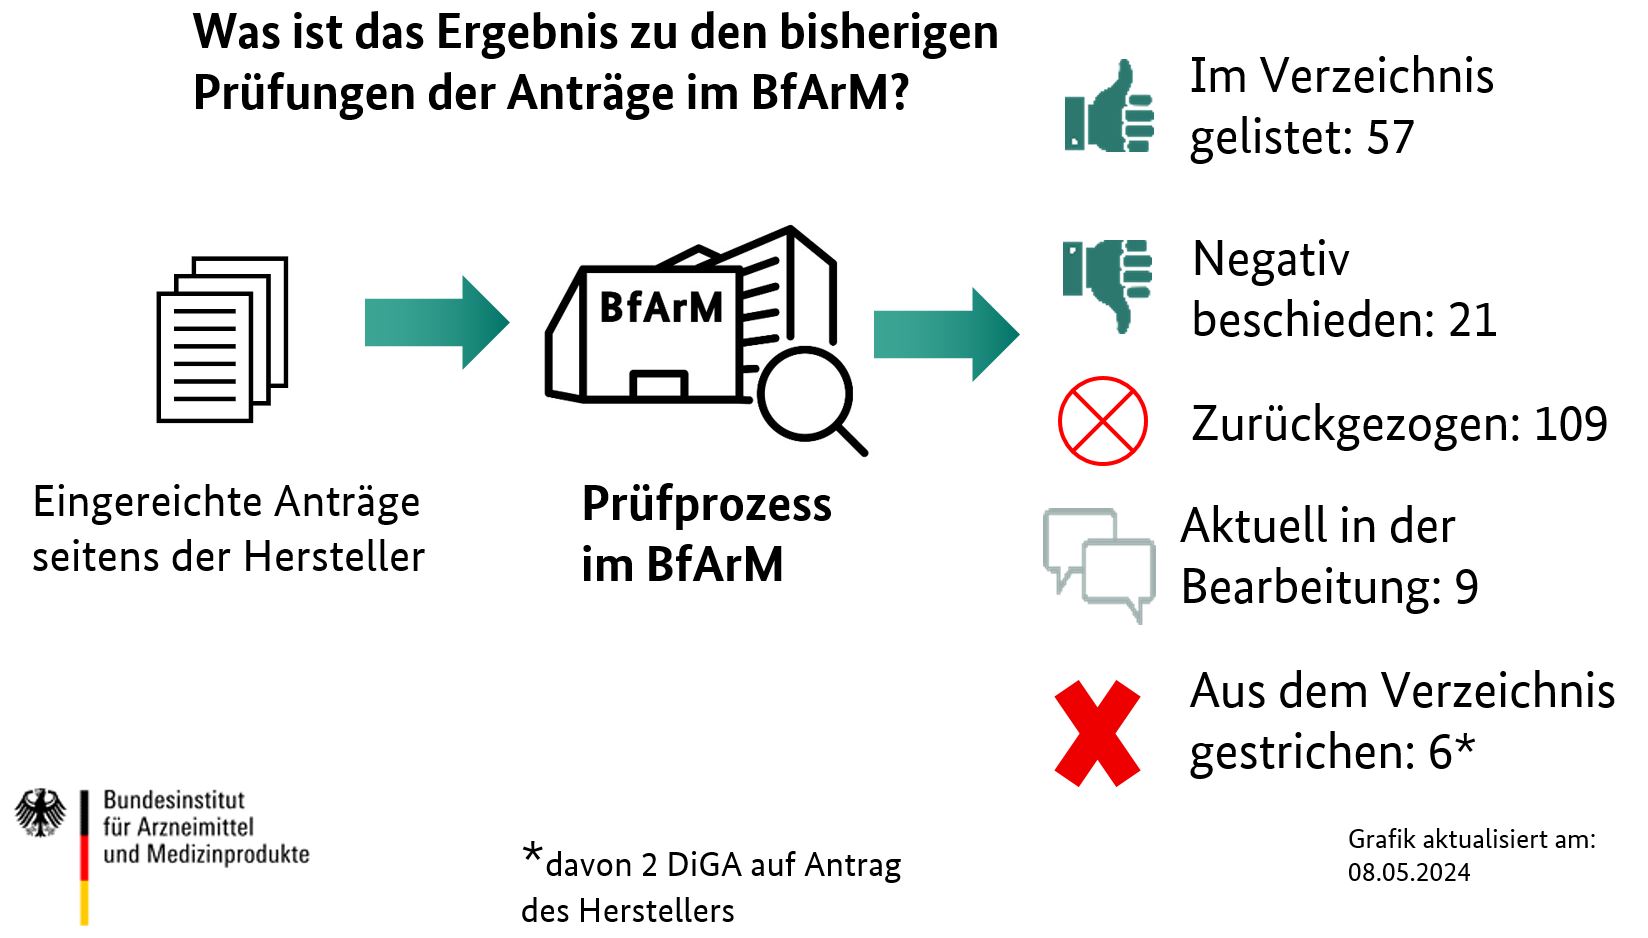 Was ist das Ergebnis zu den bisherigen
Prüfungen der Anträge im BfArM?
Im Verzeichnis
gelistet: 57
Negativ
beschieden: 21
BfArM
Zurückgezogen: 109
Eingereichte Anträge
seitens der Hersteller
Prüfprozess
im BfArM
Aktuell in der
Bearbeitung: 9
Aus dem Verzeichnis
gestrichen: 6*
Bundesinstitut
für Arzneimittel
und Medizinprodukte
*davon 2 DiGA auf Antrag
des Herstellers
Grafik aktualisiert am:
08.05.2024